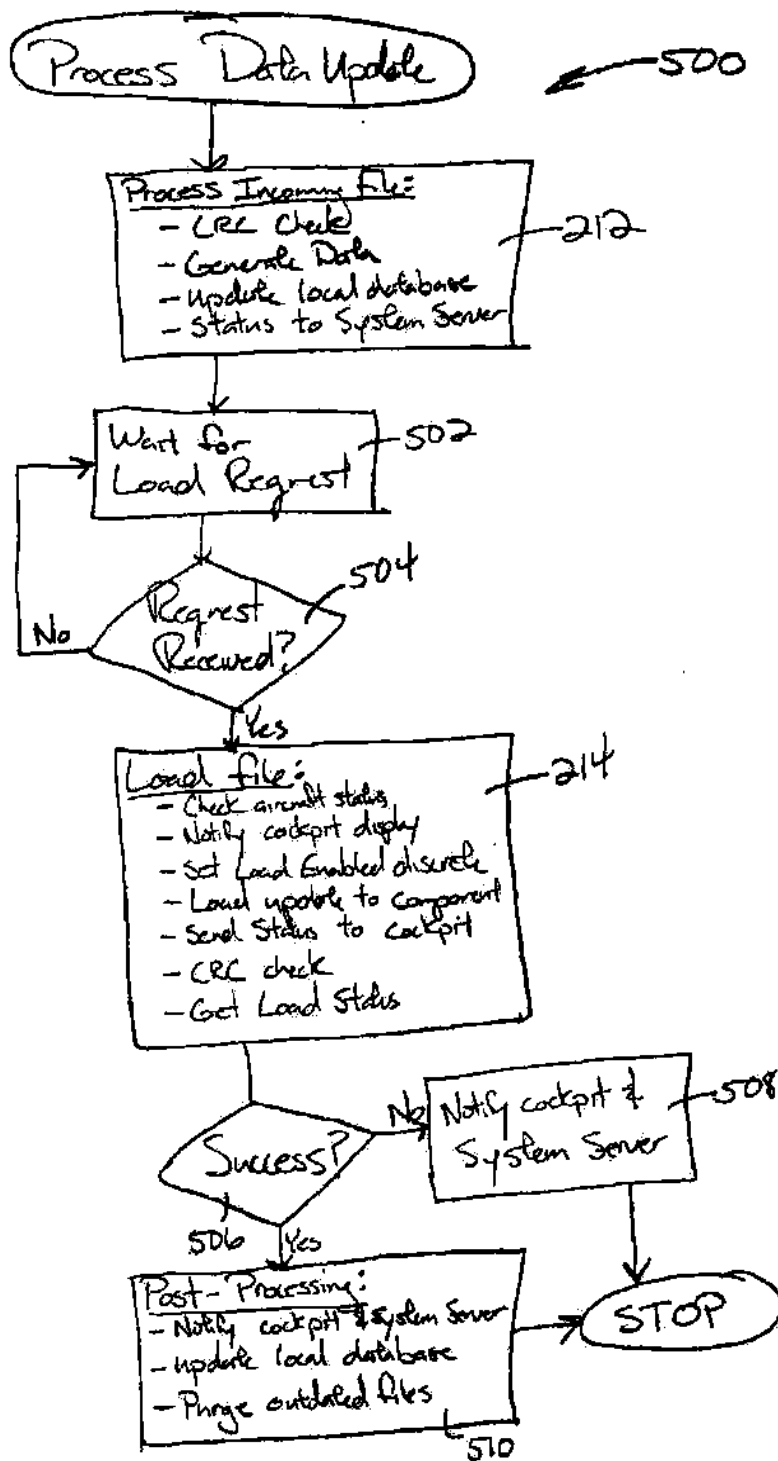 Process Data Update
500
Process Incoming file:
- CRC Check
- Generate Data
- Update local database
- Status to System Server
212
Wait for
Load Request
502
504
Request
Received?
No
Yes
Load file:
- Check aircraft status
- Notify cockpit display
- Set Load Enabled discrete
- Load update to component
- Send Status to cockpit
- CRC check
- Get Load Status
214
Success?
506
No
Notify cockpit &
System Server
508
Yes
Post-Processing:
- Notify cockpit & System Server
- Update local database
- Purge outdated files
510
STOP